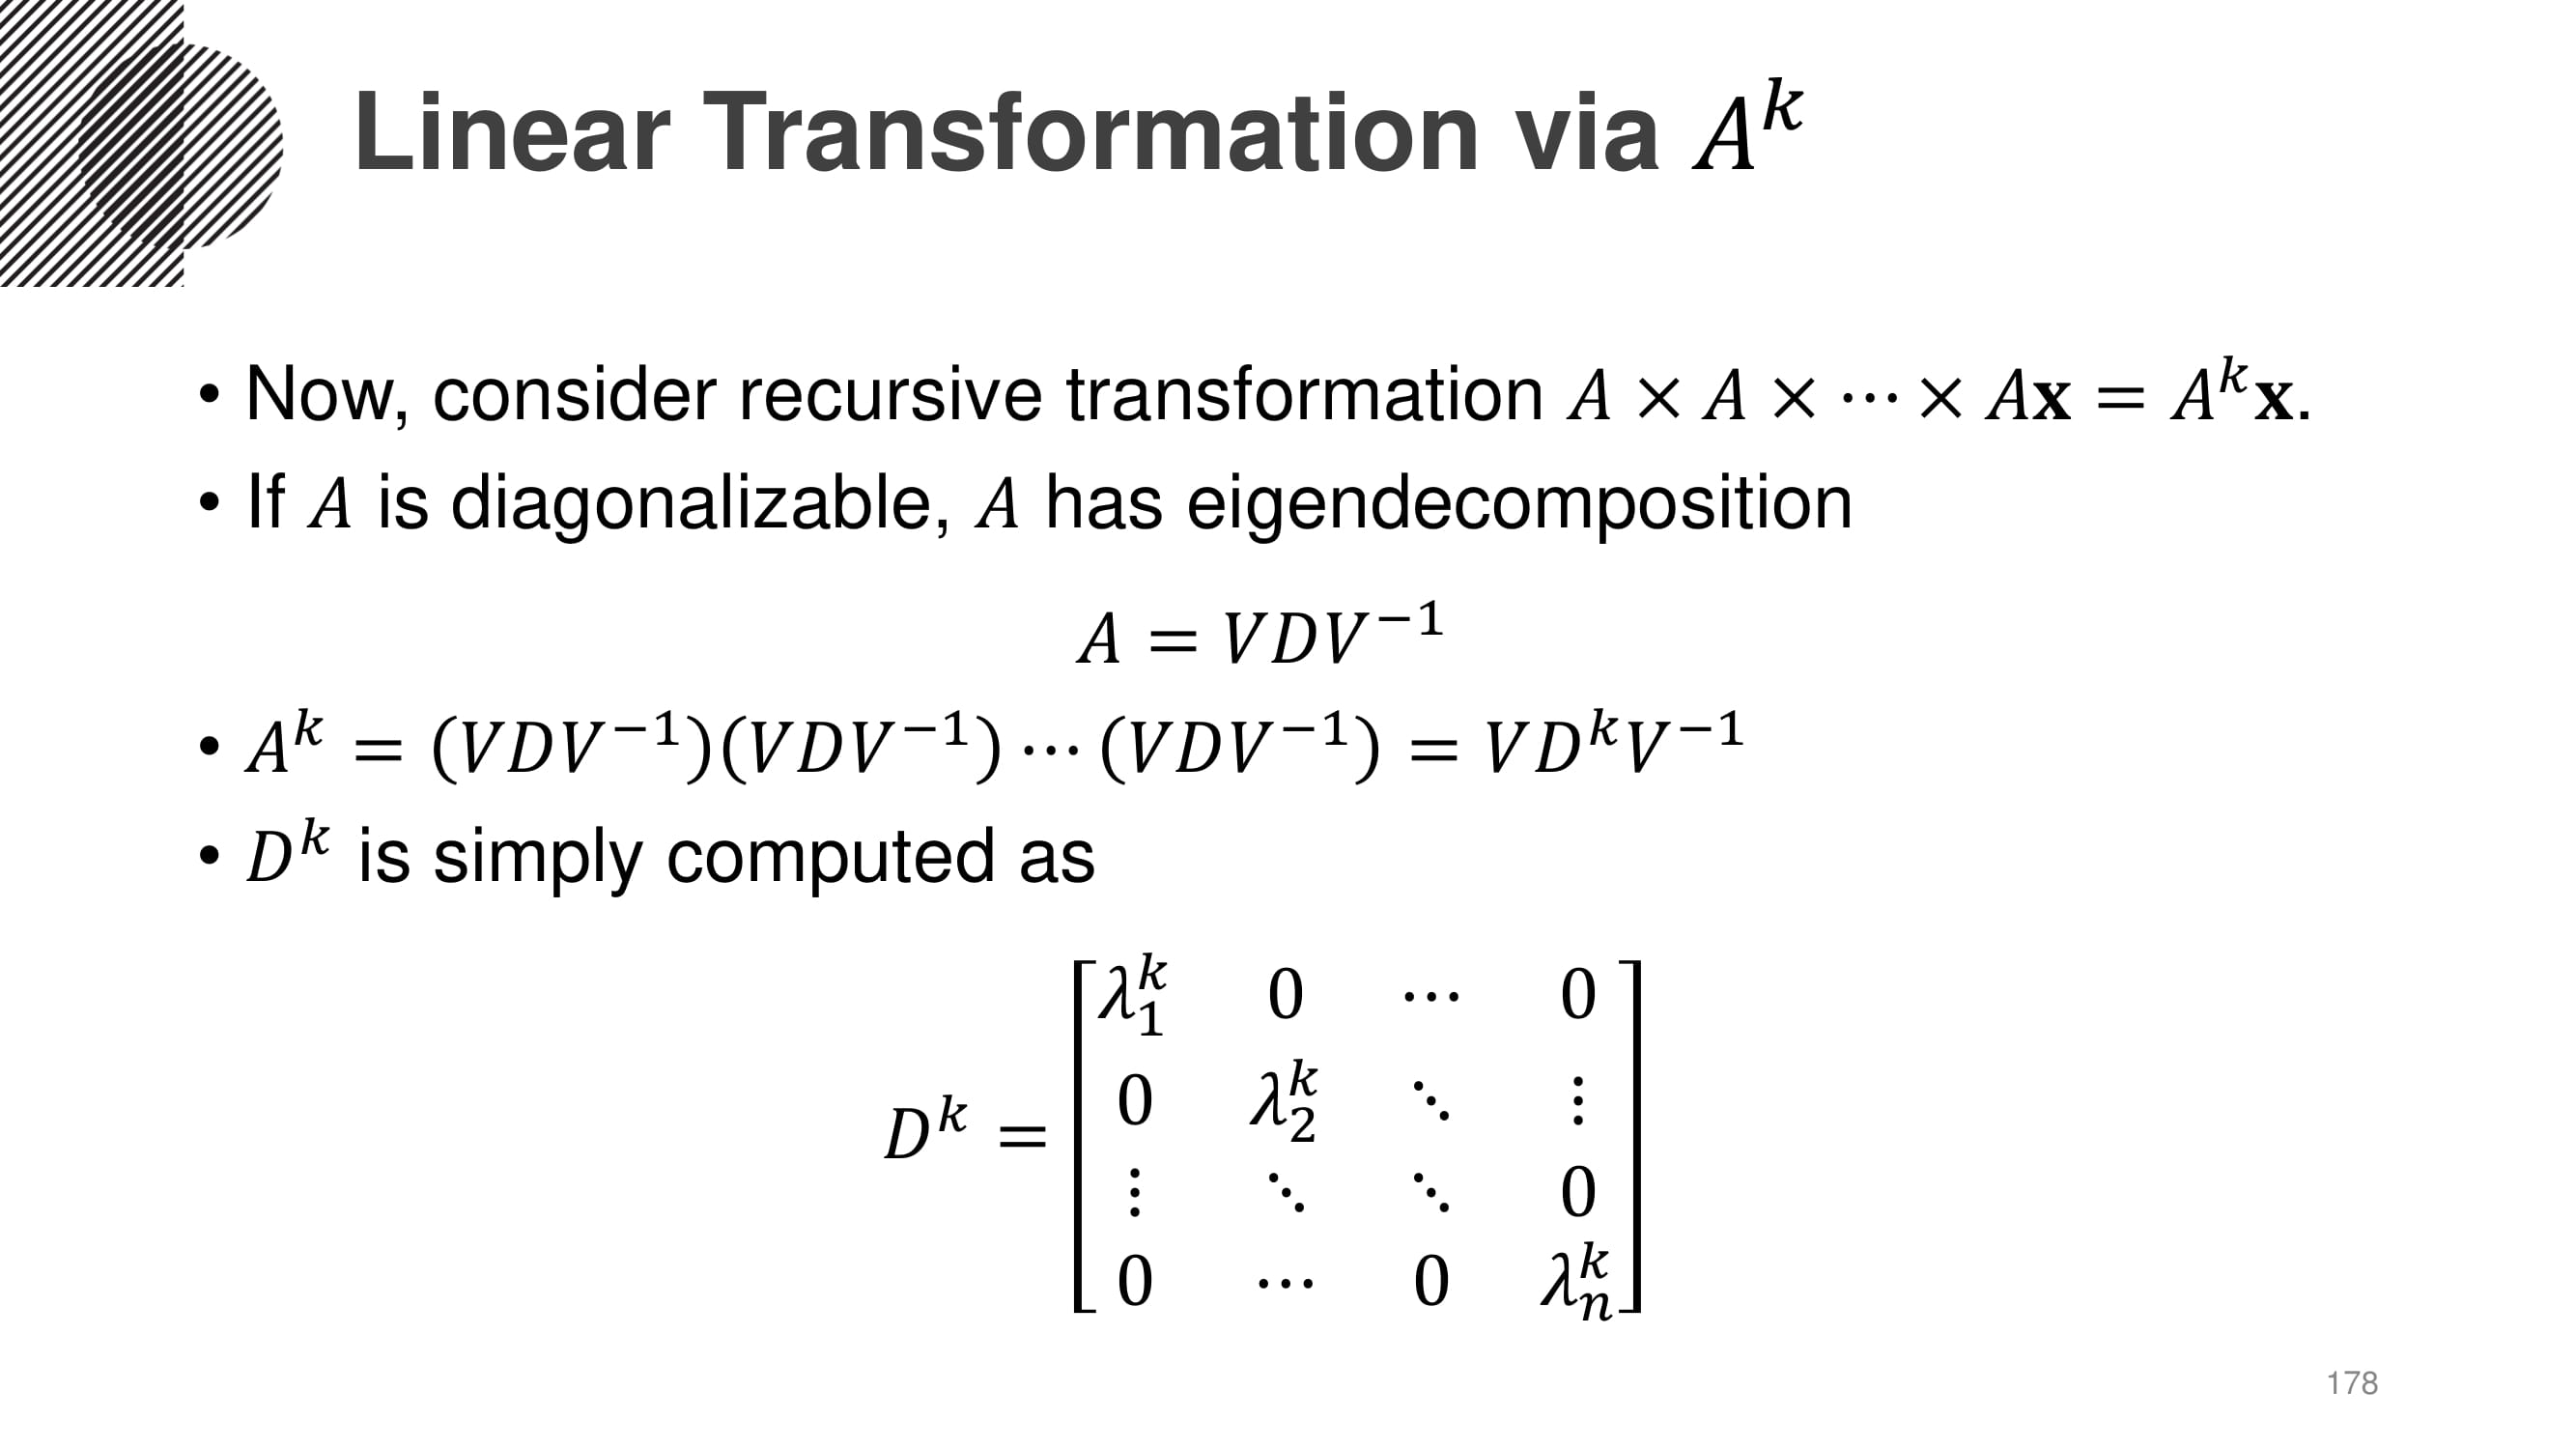 Linear Transformation via $A^k$
• Now, consider recursive transformation $A \times A \times \cdots \times A\mathbf{x} = A^k\mathbf{x}$.
• If $A$ is diagonalizable, $A$ has eigendecomposition
$A = VDV^{-1}$
• $A^k = (VDV^{-1})(VDV^{-1}) \cdots (VDV^{-1}) = VD^kV^{-1}$
• $D^k$ is simply computed as
$D^k = \begin{bmatrix} \lambda_1^k & 0 & \cdots & 0 \\ 0 & \lambda_2^k & \ddots & \vdots \\ \vdots & \ddots & \ddots & 0 \\ 0 & \cdots & 0 & \lambda_n^k \end{bmatrix}$
178